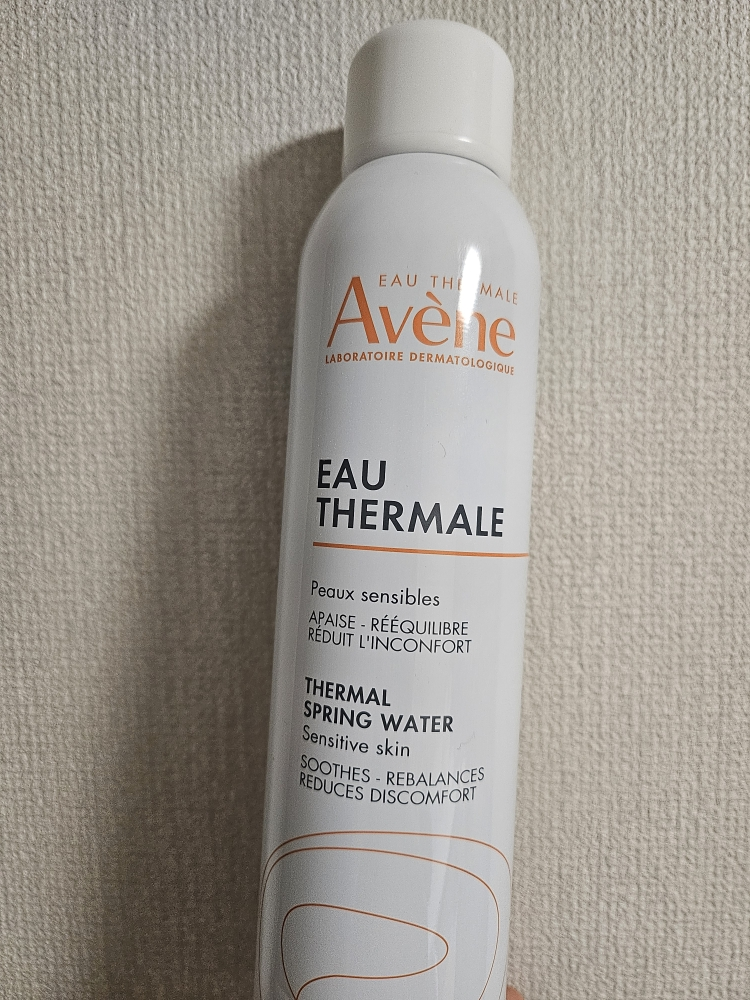 EAU THERMALE
Avène
LABORATOIRE DERMATOLOGIQUE
EAU
THERMALE
Peaux sensibles
APAISE - RÉÉQUILIBRE
RÉDUIT L'INCONFORT
THERMAL
SPRING WATER
Sensitive skin
SOOTHES - REBALANCES
REDUCES DISCOMFORT